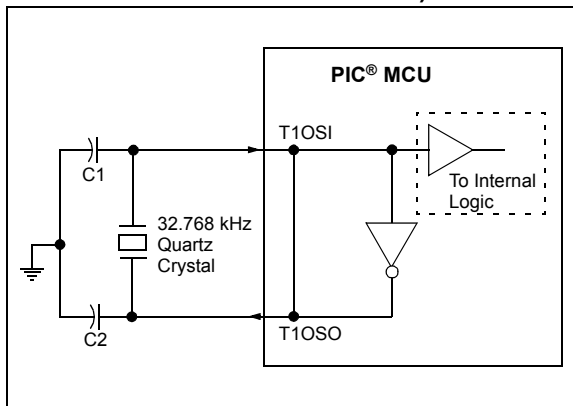 PIC® MCU
T1OSI
C1
To Internal
Logic
32.768 kHz
Quartz
Crystal
T1OSO
C2